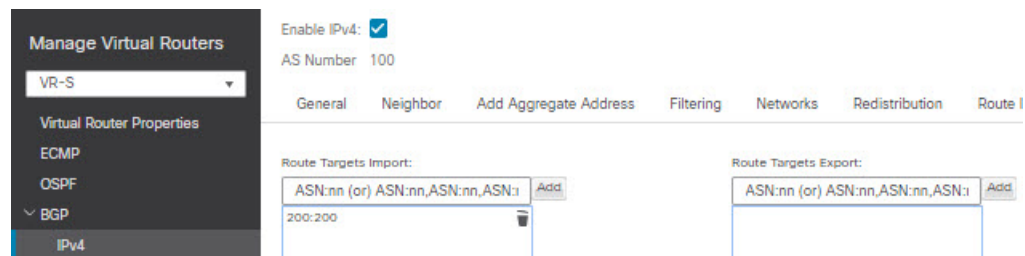 Manage Virtual Routers
VR-S
Virtual Router Properties
ECMP
OSPF
BGP
IPv4
Enable IPv4:
AS Number 100
General Neighbor Add Aggregate Address Filtering Networks Redistribution Route
Route Targets Import: Route Targets Export:
ASN:nn (or) ASN:nn,ASN:nn,ASN: Add ASN:nn (or) ASN:nn,ASN:nn,ASN: Add
200:200